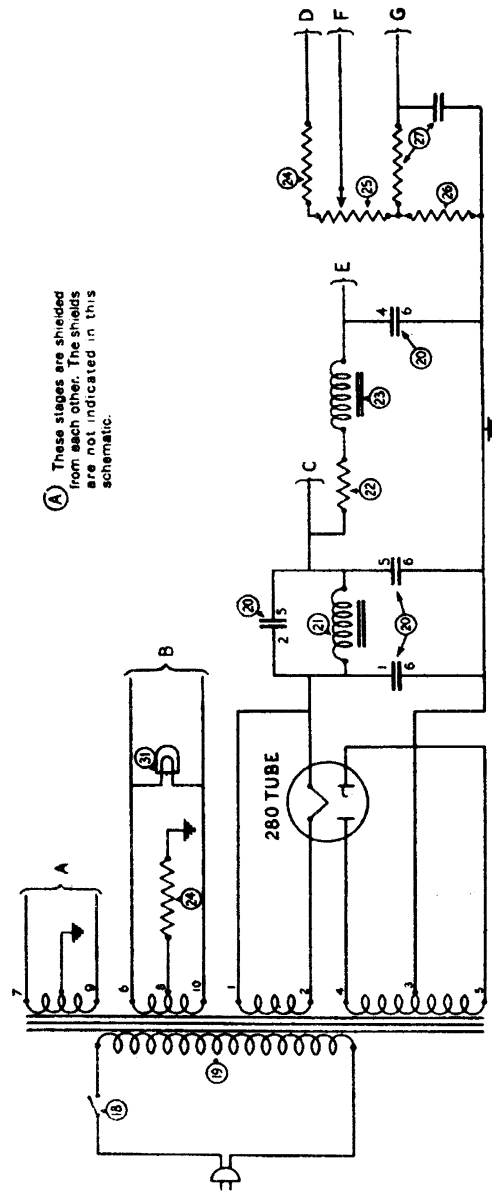 Ⓐ These stages are shielded
from each other. The shields
are not indicated in this
schematic.
7
A
9
18
19
6
31
B
8
24
10
1
2
280 TUBE
4
3
5
20
2 5
21
1
6
20
5
6
C
22
23
E
4
6
20
24
D
F
25
G
27
26